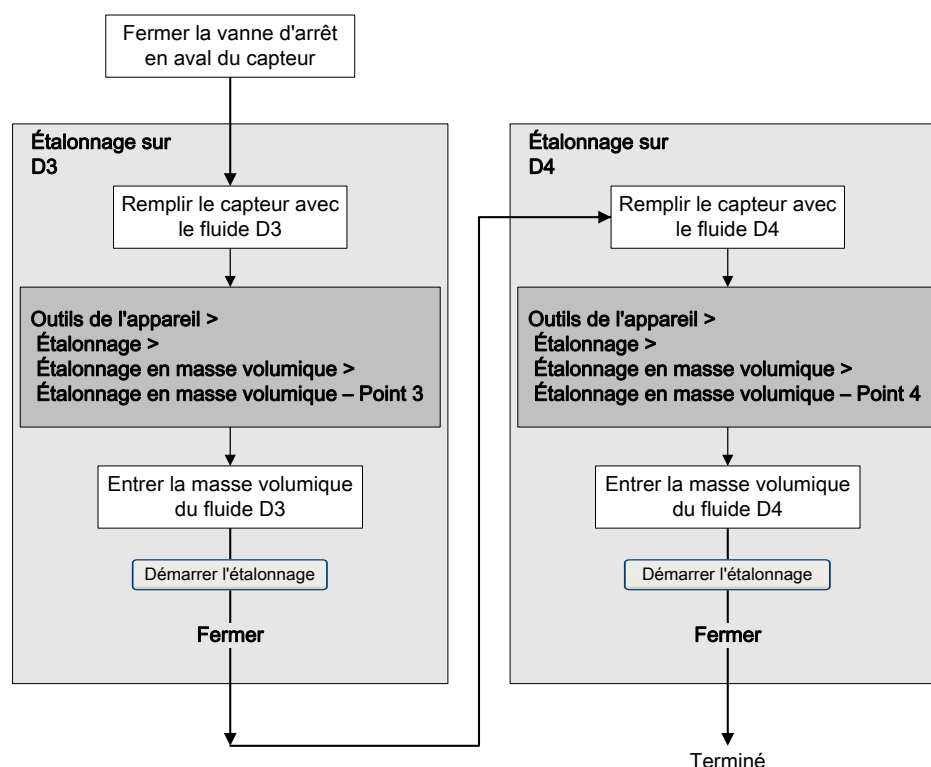 Fermer la vanne d'arrêt
en aval du capteur
Étalonnage sur
D3
Remplir le capteur avec
le fluide D3
Outils de l'appareil >
Étalonnage >
Étalonnage en masse volumique >
Étalonnage en masse volumique – Point 3
Entrer la masse volumique
du fluide D3
Démarrer l'étalonnage
Fermer
Étalonnage sur
D4
Remplir le capteur avec
le fluide D4
Outils de l'appareil >
Étalonnage >
Étalonnage en masse volumique >
Étalonnage en masse volumique – Point 4
Entrer la masse volumique
du fluide D4
Démarrer l'étalonnage
Fermer
Terminé